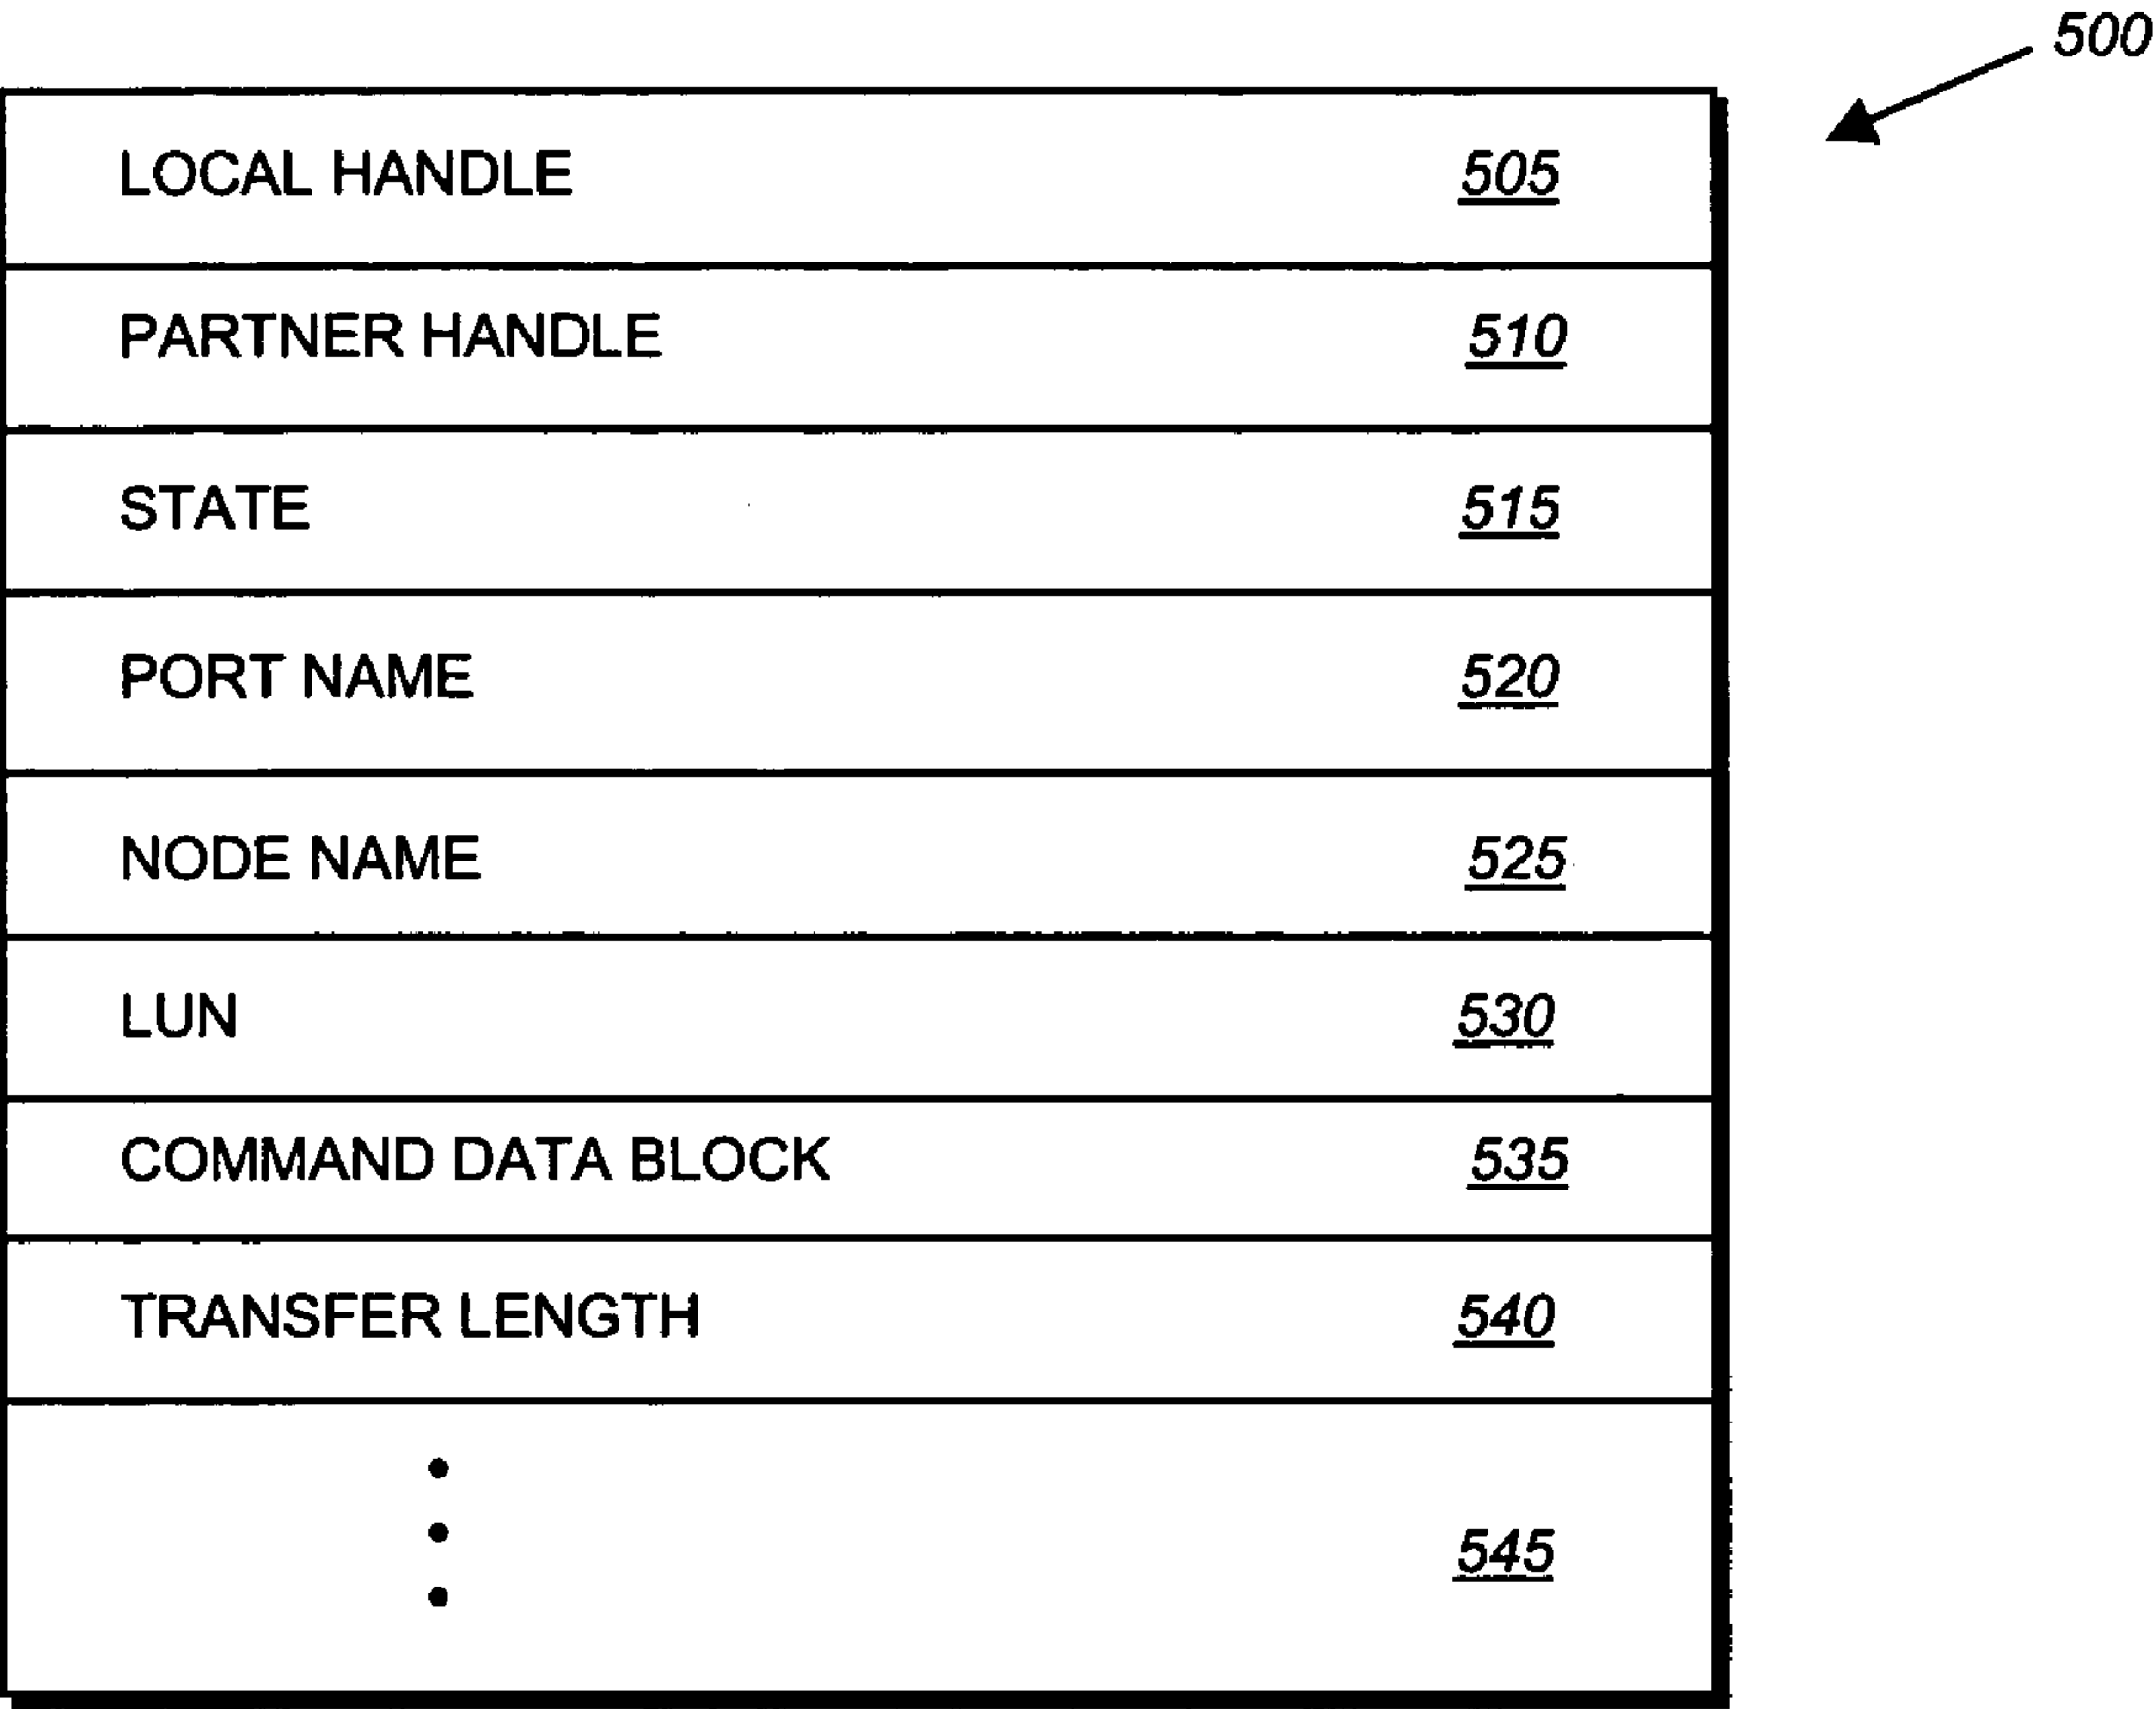 500
LOCAL HANDLE 505
PARTNER HANDLE 510
STATE 515
PORT NAME 520
NODE NAME 525
LUN 530
COMMAND DATA BLOCK 535
TRANSFER LENGTH 540
545